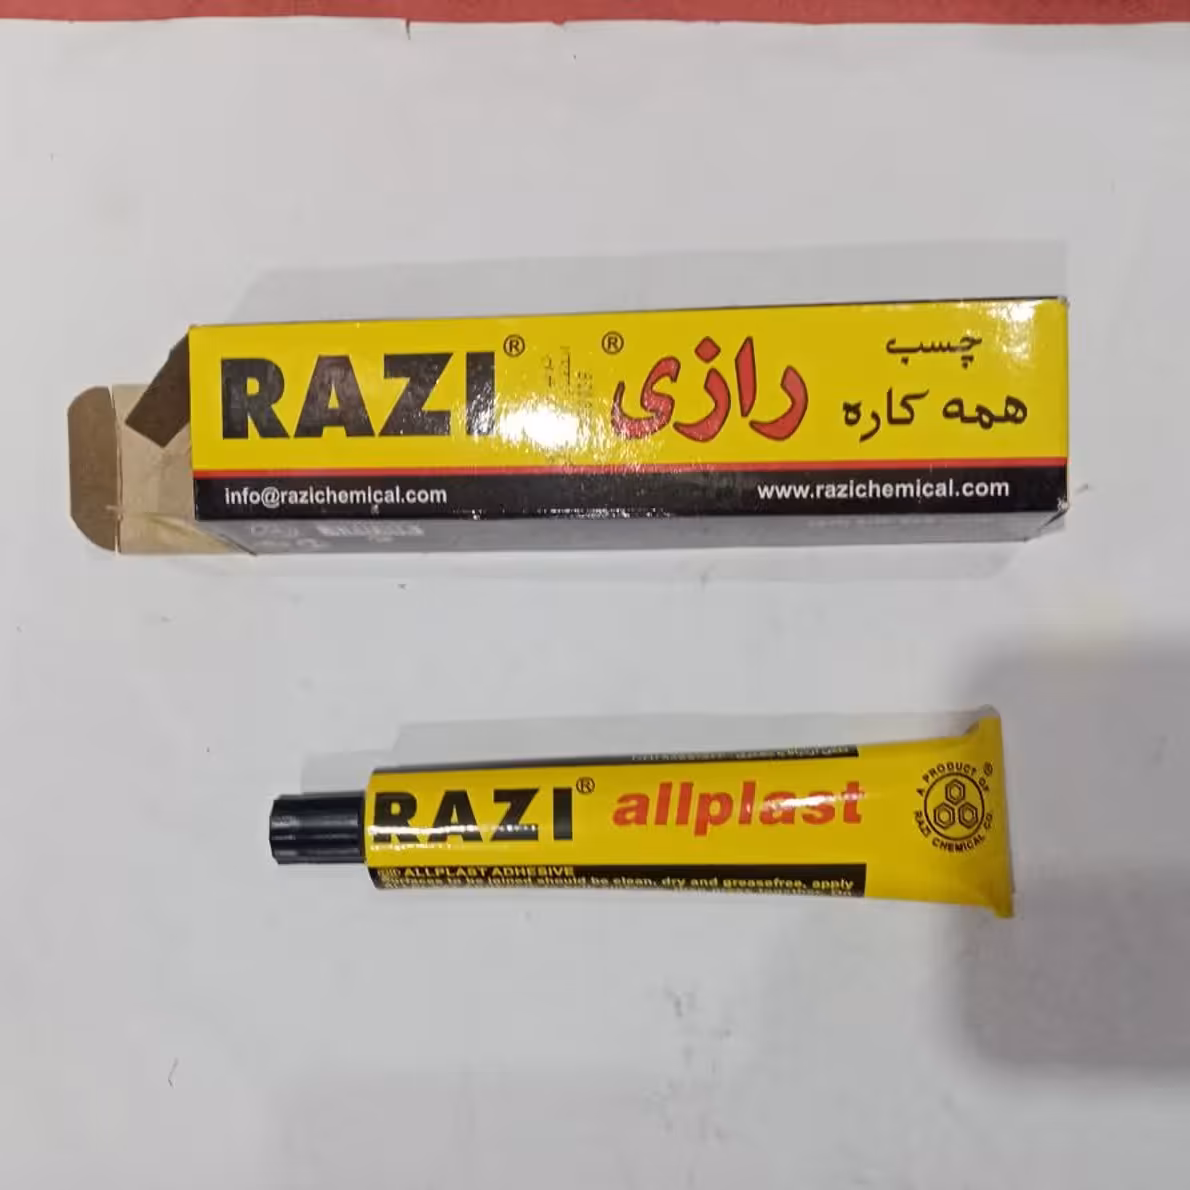 RAZI®
رازی®
چسب
همه کاره
info@razichemical.com
www.razichemical.com
RAZI® allplast
A PRODUCT OF
RAZI CHEMICAL CO.
ALLPLAST ADHESIVE
Surfaces to be joined should be clean, dry and greasefree, apply